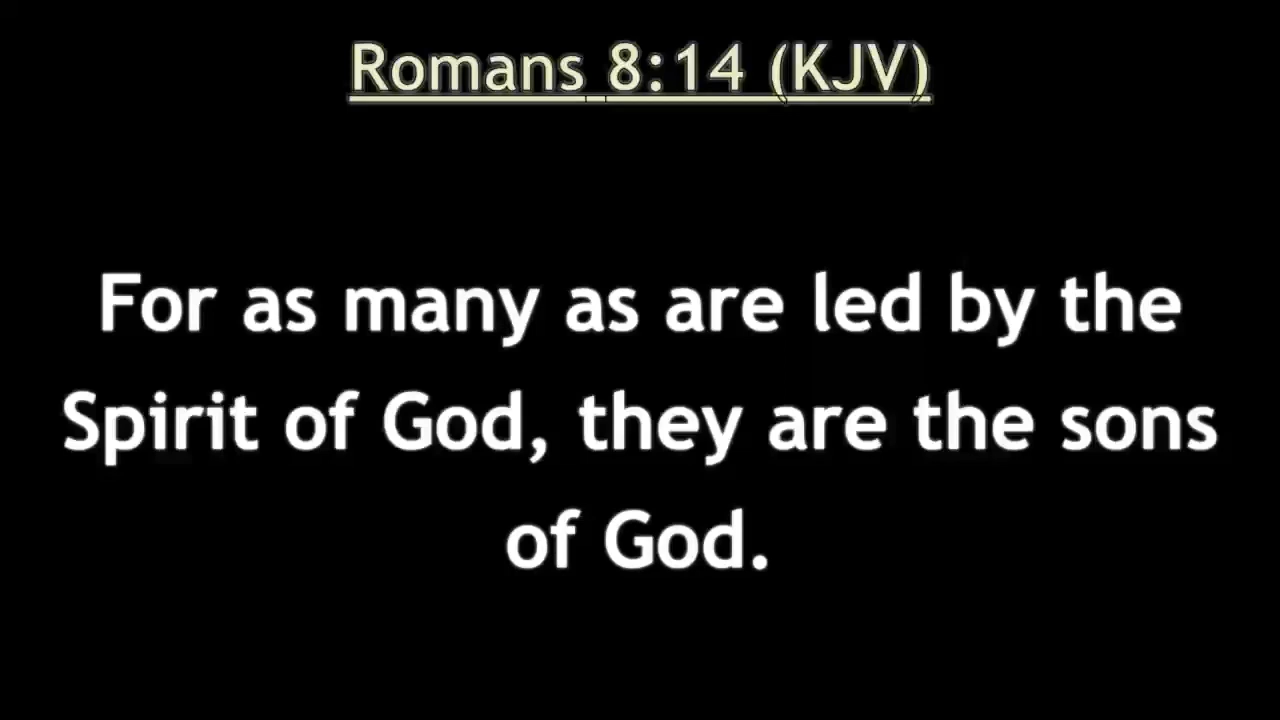 Romans 8:14 (KJV)
For as many as are led by the
Spirit of God, they are the sons
of God.